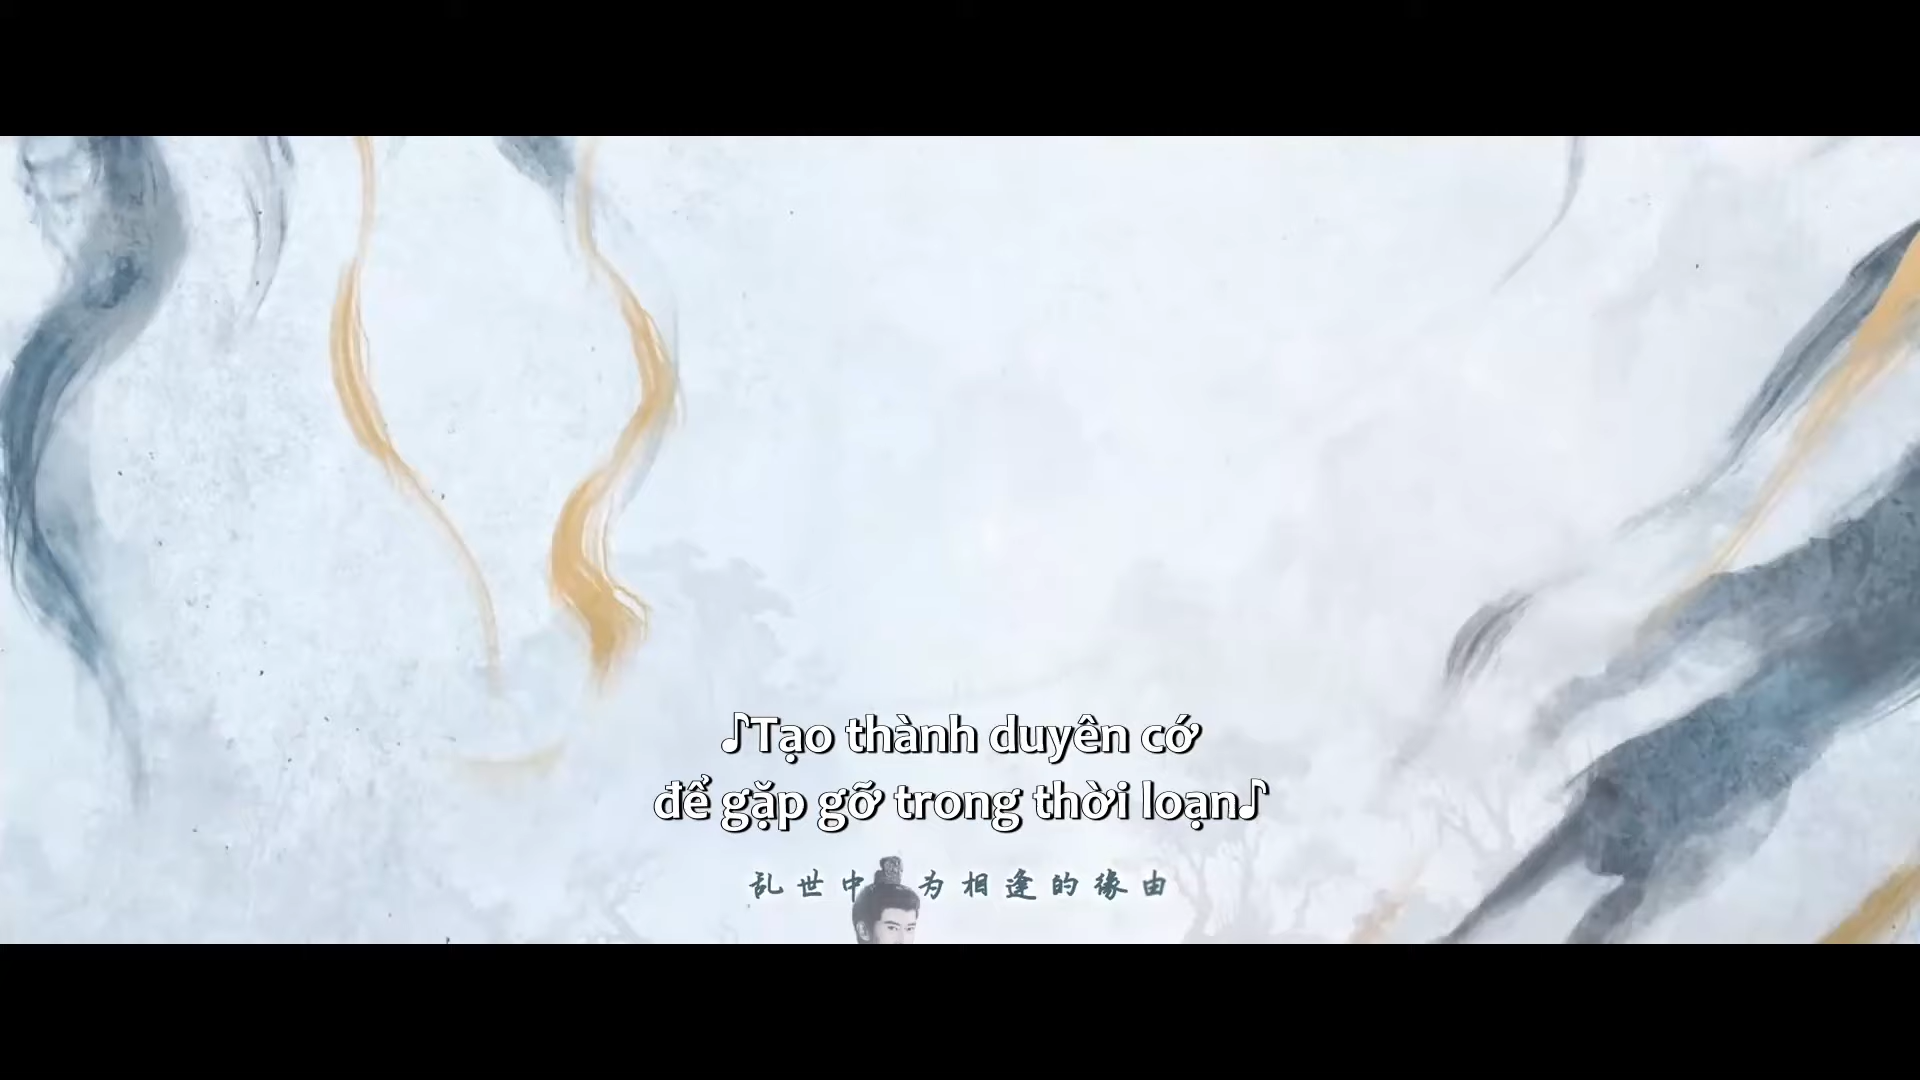 ♪Tạo thành duyên cớ
để gặp gỡ trong thời loạn♪
乱世中 为相逢的缘由